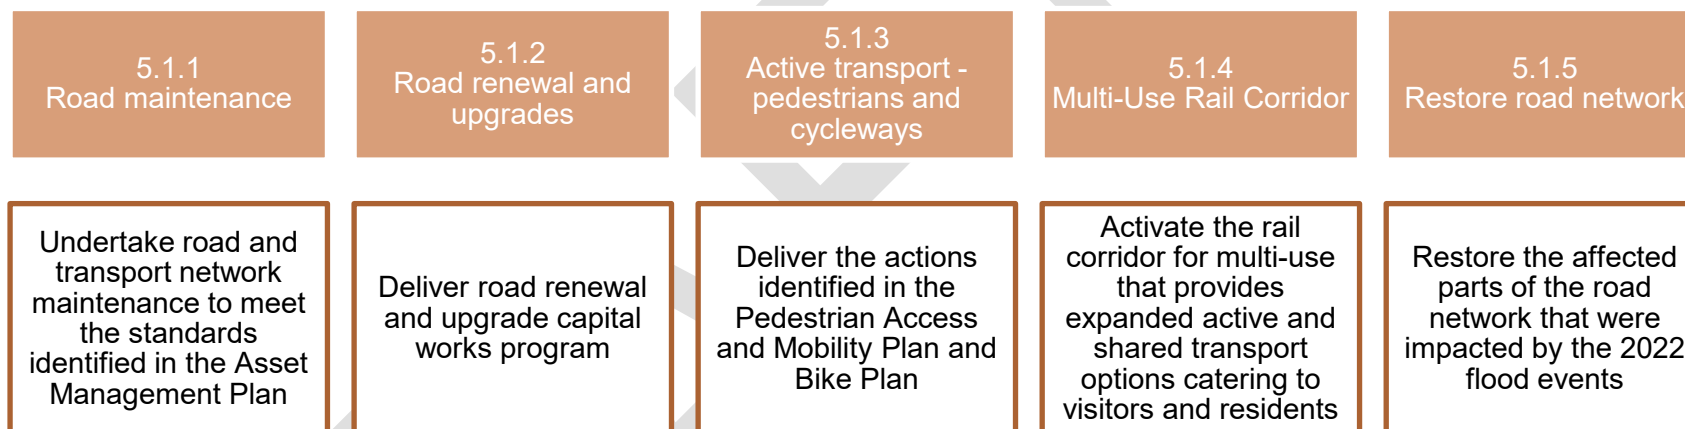 5.1.1
Road maintenance
5.1.2
Road renewal and
upgrades
5.1.3
Active transport -
pedestrians and
cycleways
5.1.4
Multi-Use Rail Corridor
5.1.5
Restore road network
Undertake road and
transport network
maintenance to meet
the standards
identified in the Asset
Management Plan
Deliver road renewal
and upgrade capital
works program
Deliver the actions
identified in the
Pedestrian Access
and Mobility Plan and
Bike Plan
Activate the rail
corridor for multi-use
that provides
expanded active and
shared transport
options catering to
visitors and residents
Restore the affected
parts of the road
network that were
impacted by the 2022
flood events